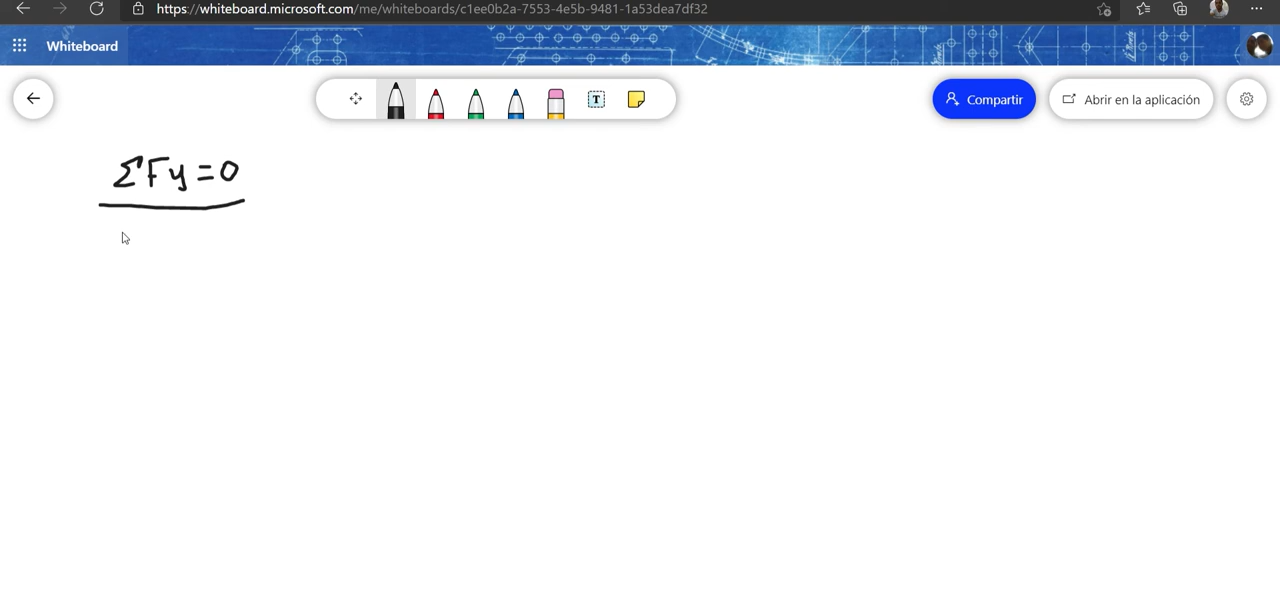 https://whiteboard.microsoft.com/me/whiteboards/c1ee0b2a-7553-4e5b-9481-1a53dea7df32
Whiteboard
T
Compartir
Abrir en la aplicación
ΣFy=0